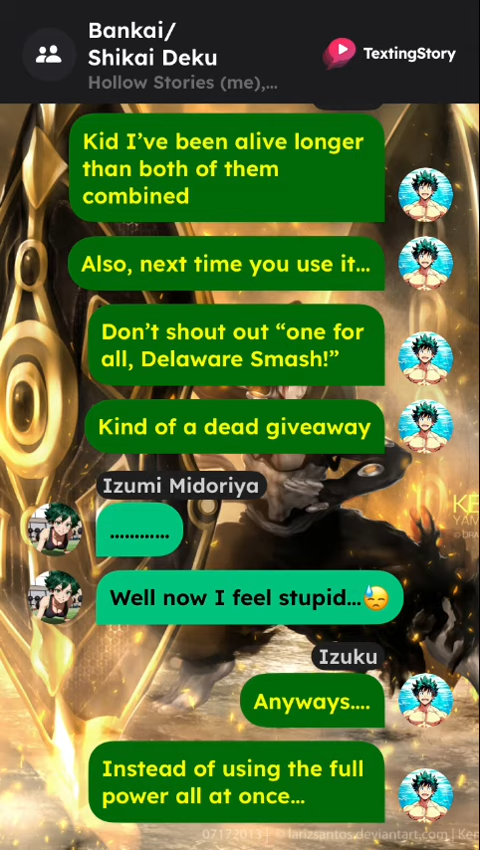 Bankai/
Shikai Deku
Hollow Stories (me),...
TextingStory
Kid I’ve been alive longer
than both of them
combined
Also, next time you use it...
Don’t shout out “one for
all, Delaware Smash!”
Kind of a dead giveaway
Izumi Midoriya
............
Well now I feel stupid...😓
Izuku
Anyways....
Instead of using the full
power all at once...
07172013 | © larizsantos.deviantart.com | Ken